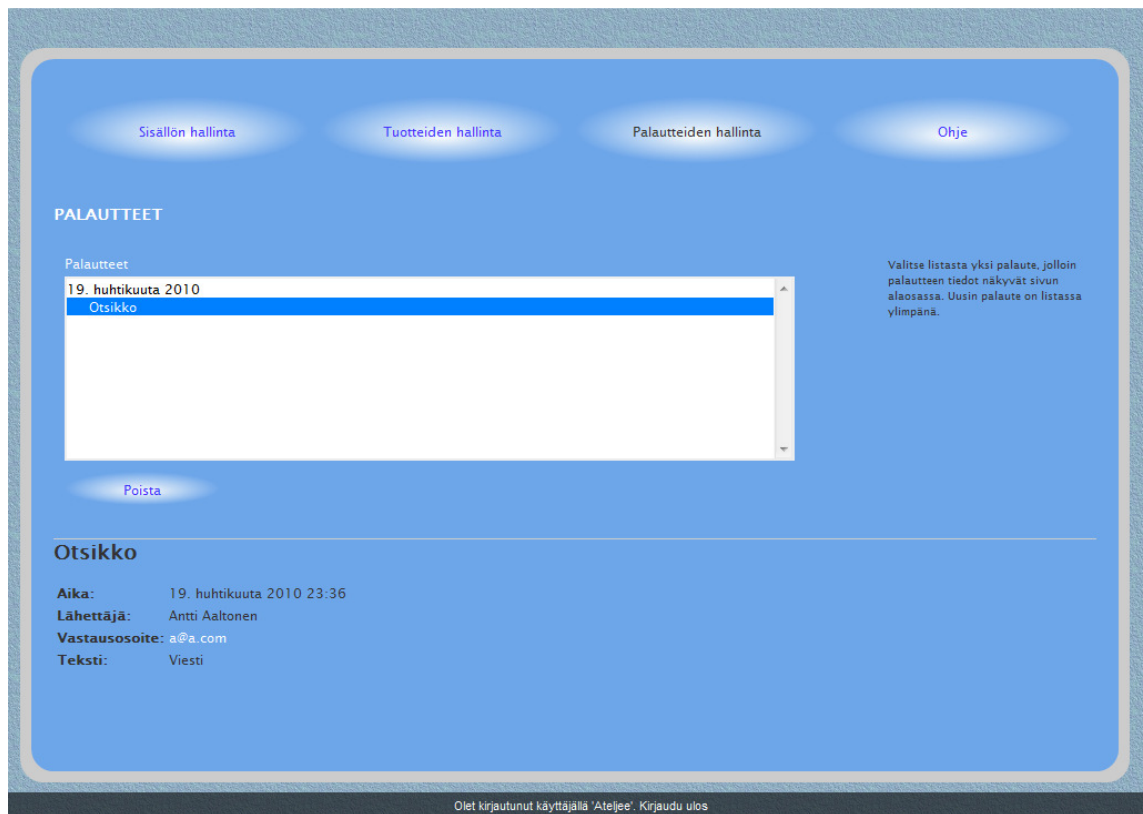 Sisällön hallinta
Tuotteiden hallinta
Palautteiden hallinta
Ohje
PALAUTTEET
Palautteet
19. huhtikuuta 2010
Otsikko
Valitse listasta yksi palaute, jolloin
palautteen tiedot näkyvät sivun
alaosassa. Uusin palaute on listassa
ylimpänä.
Poista
Otsikko
Aika: 19. huhtikuuta 2010 23:36
Lähettäjä: Antti Aaltonen
Vastausosoite: a@a.com
Teksti: Viesti
Olet kirjautunut käyttäjällä 'Ateljee'. Kirjaudu ulos